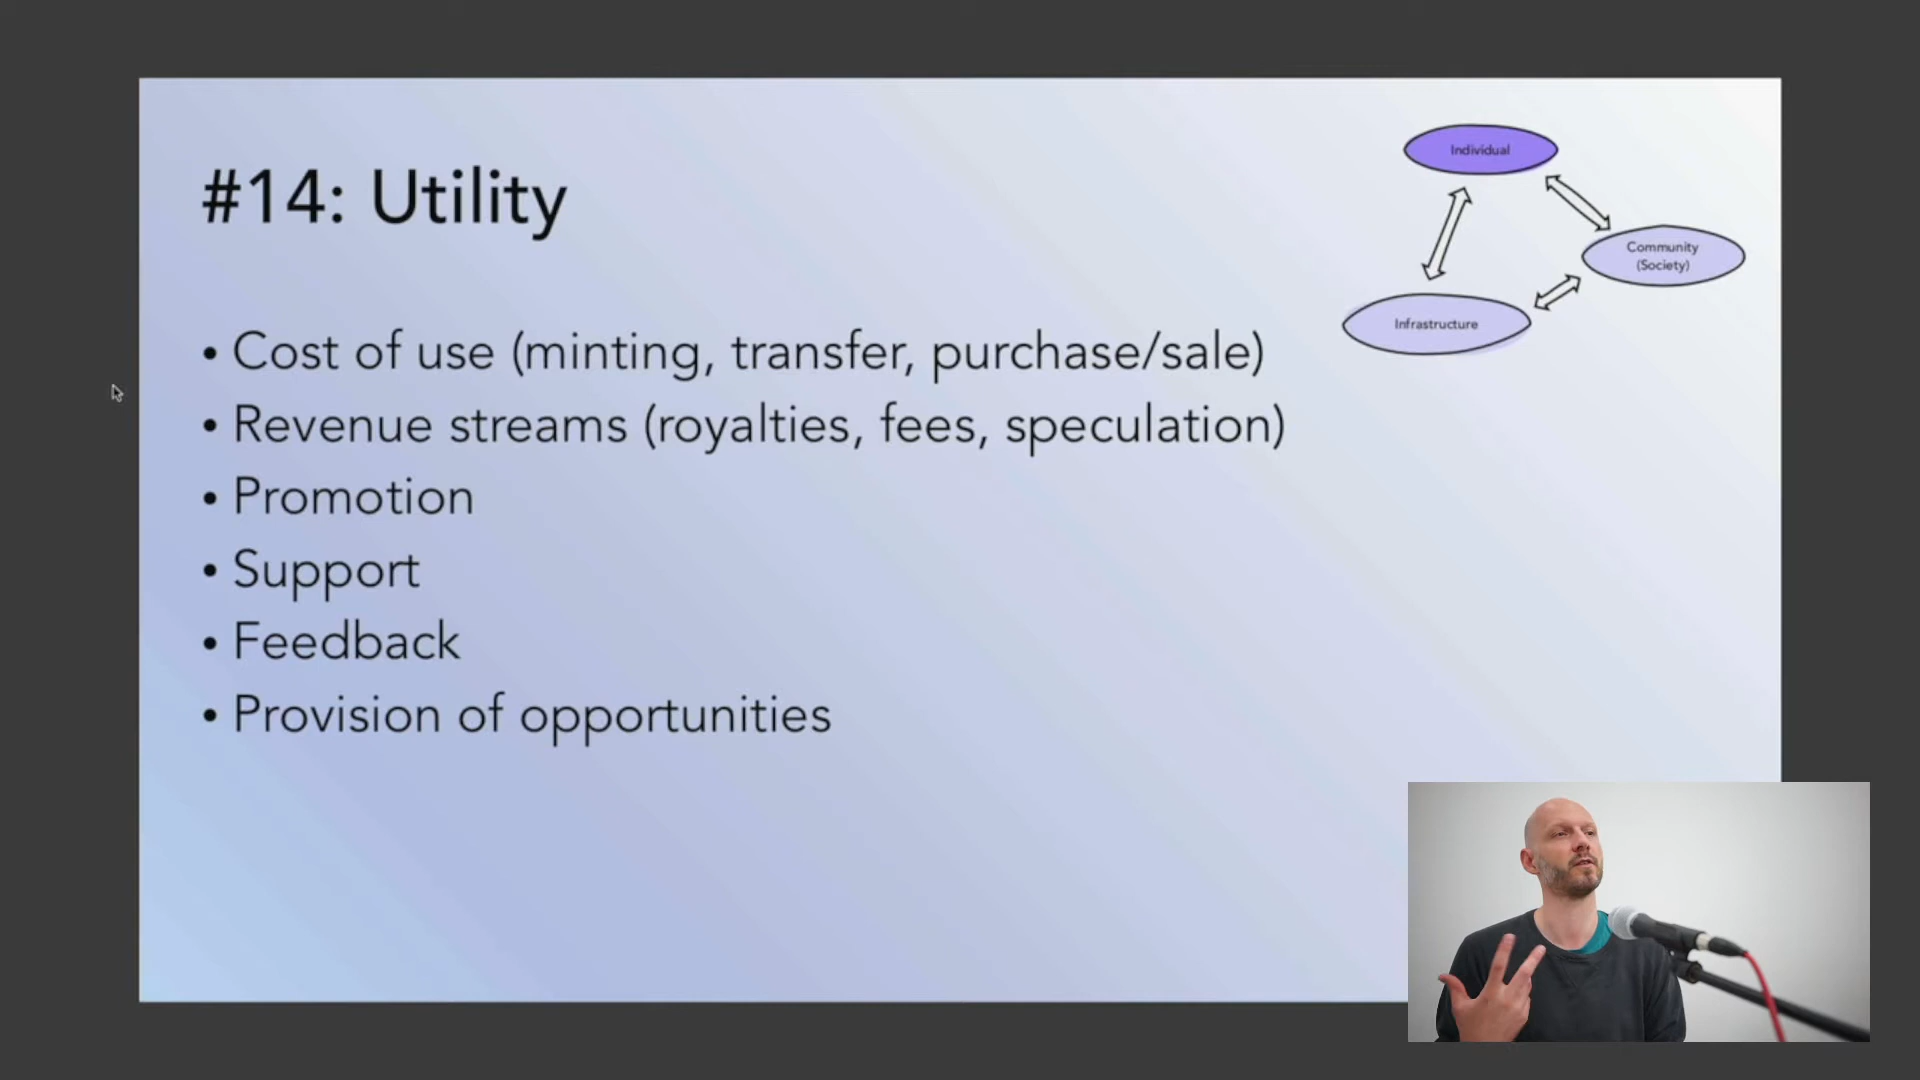 #14: Utility
• Cost of use (minting, transfer, purchase/sale)
• Revenue streams (royalties, fees, speculation)
• Promotion
• Support
• Feedback
• Provision of opportunities
Individual
Community
(Society)
Infrastructure